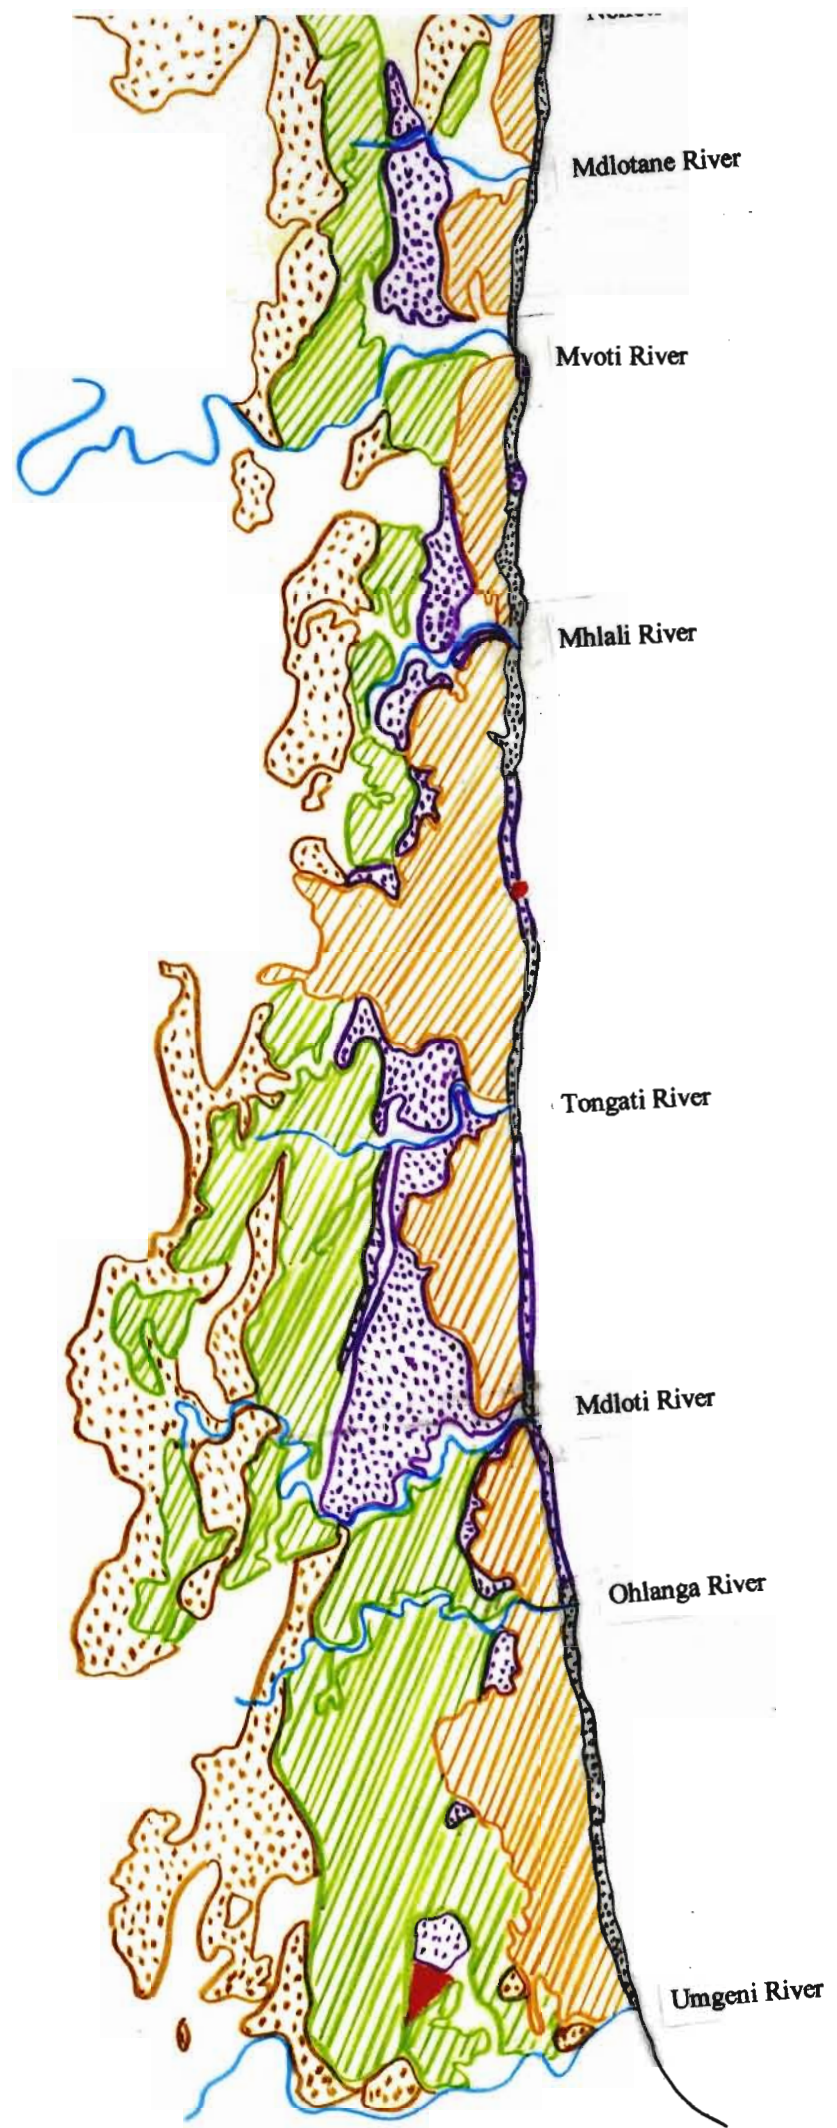 Mdlotane River
Mvoti River
Mhlali River
Tongati River
Mdloti River
Ohlanga River
Umgeni River